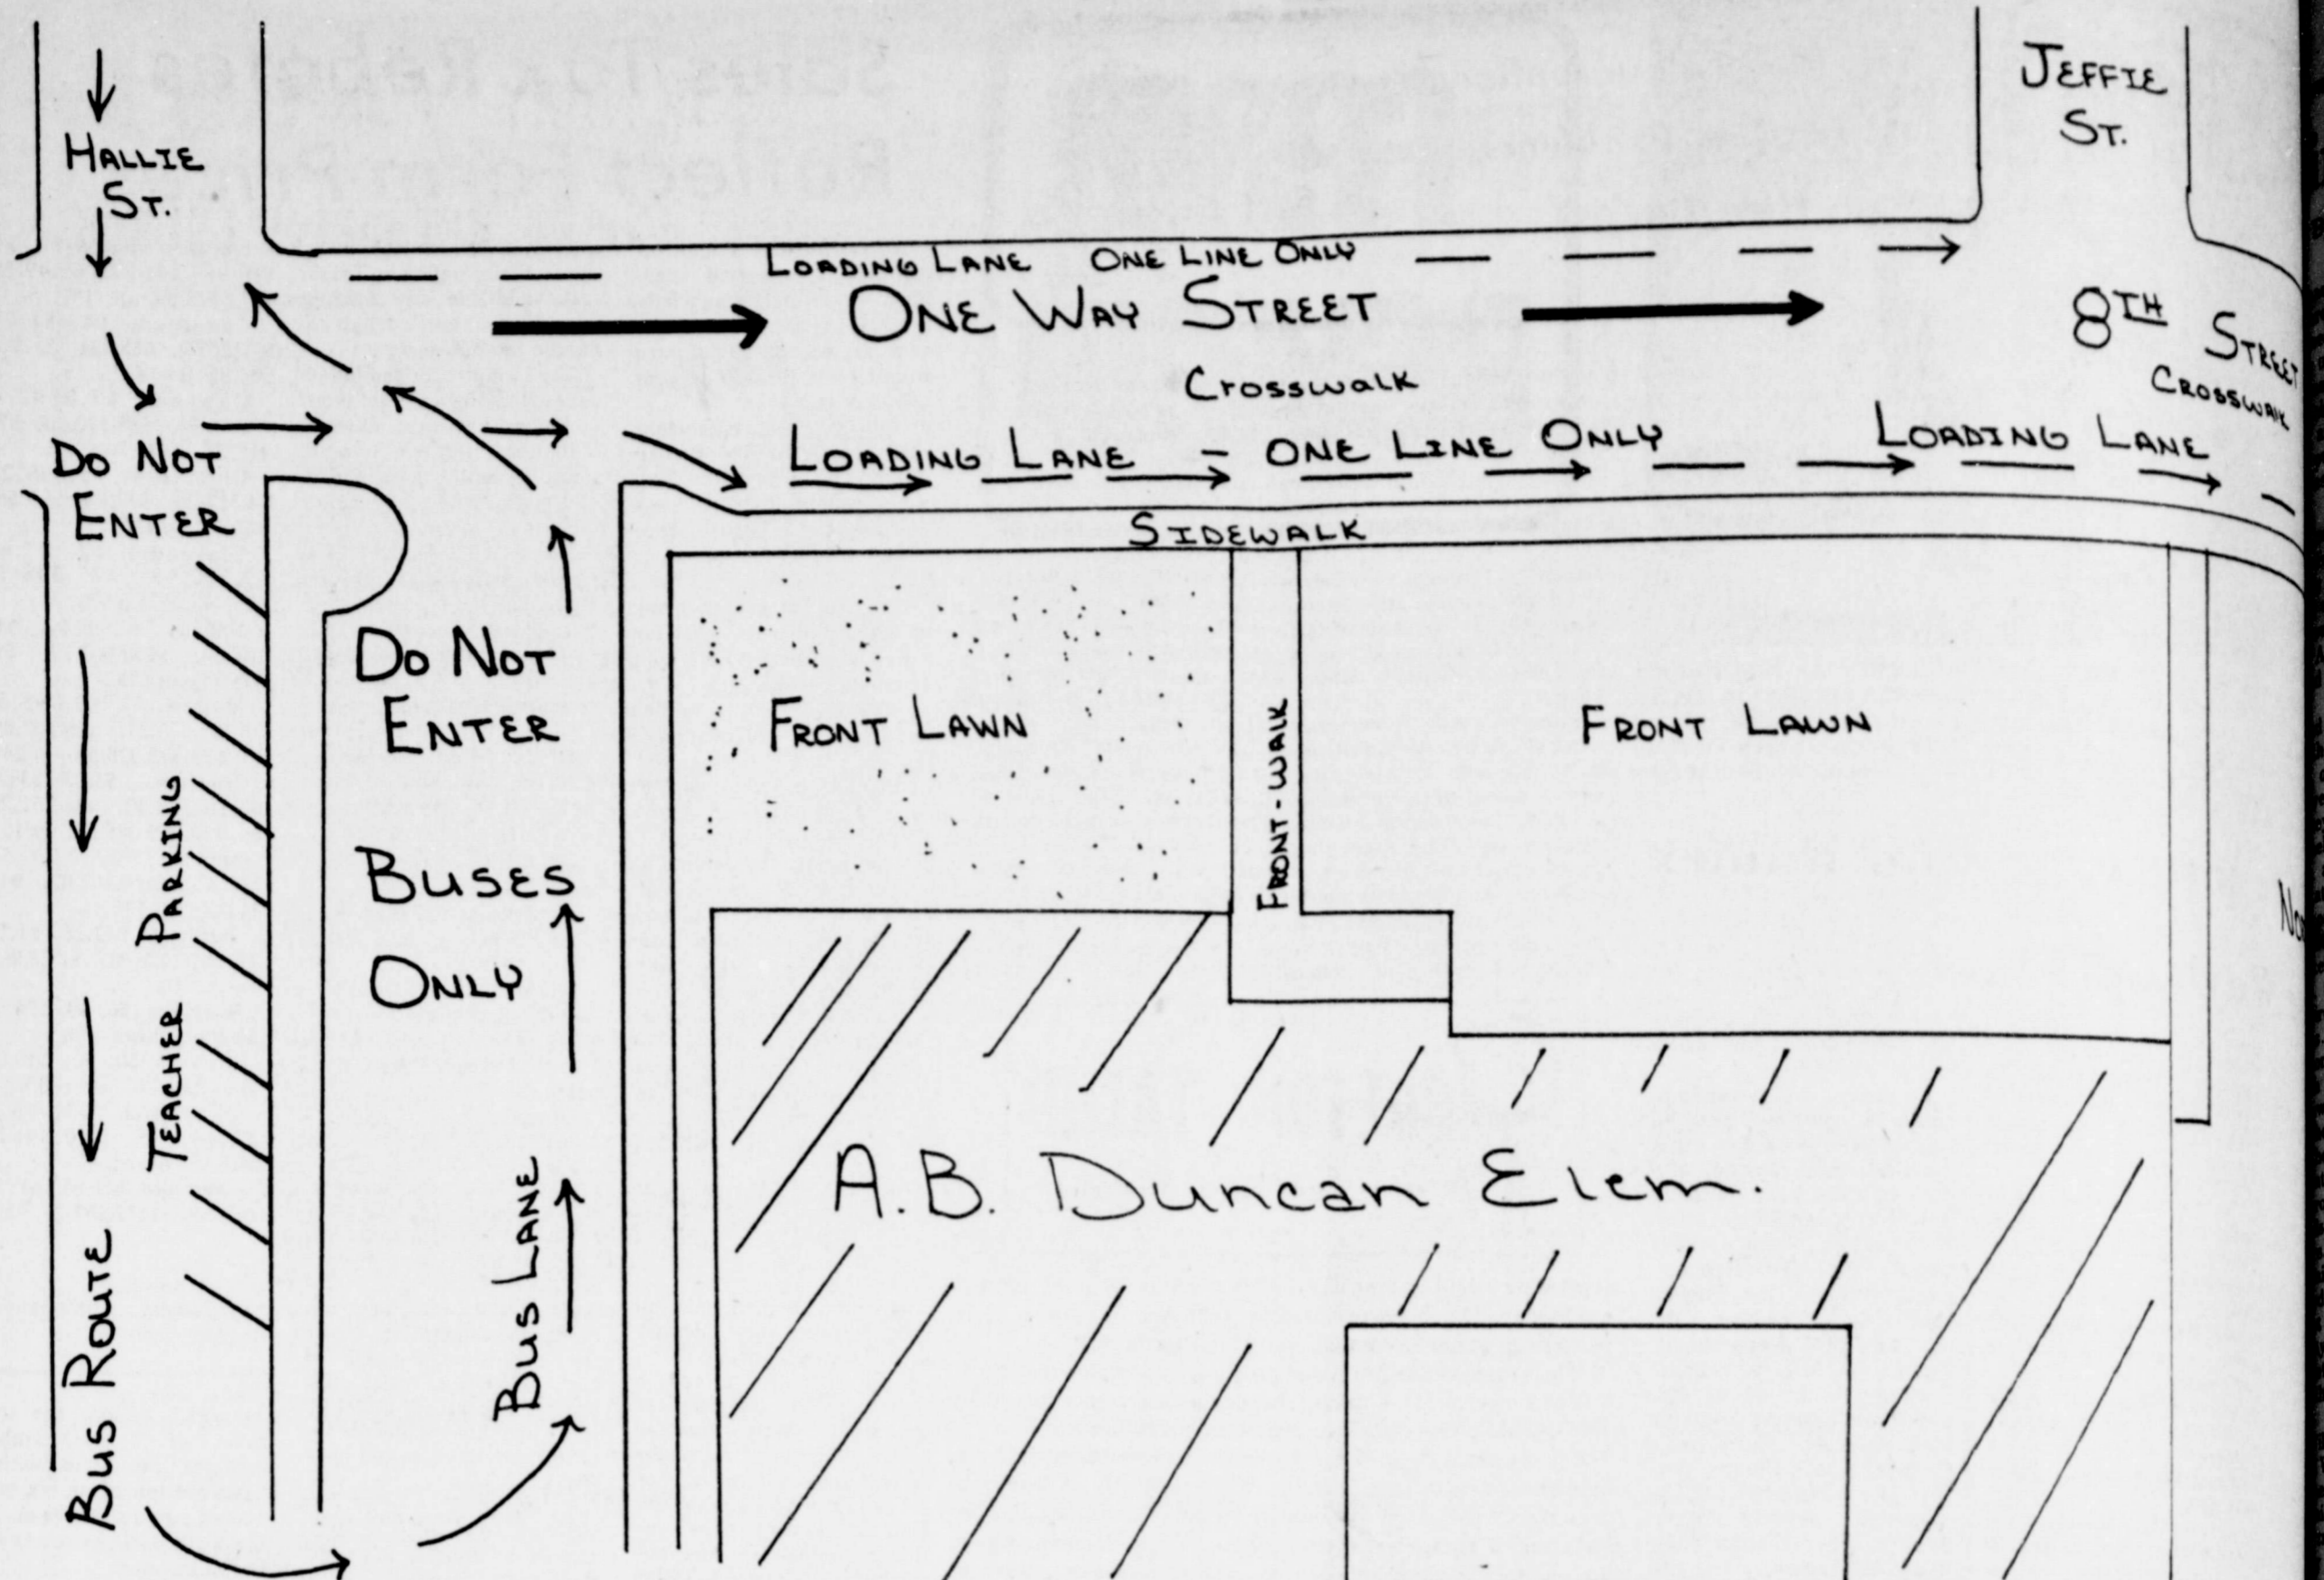 HALLIE
ST.
JEFFIE
ST.
LOADING LANE ONE LINE ONLY
ONE WAY STREET
8TH STREET
Crosswalk
CROSSWALK
DO NOT
ENTER
LOADING LANE - ONE LINE ONLY
LOADING LANE
SIDEWALK
DO NOT
ENTER
FRONT LAWN
FRONT-WALK
FRONT LAWN
BUSES
ONLY
TEACHER PARKING
BUS ROUTE
BUS LANE
A.B. Duncan Elem.